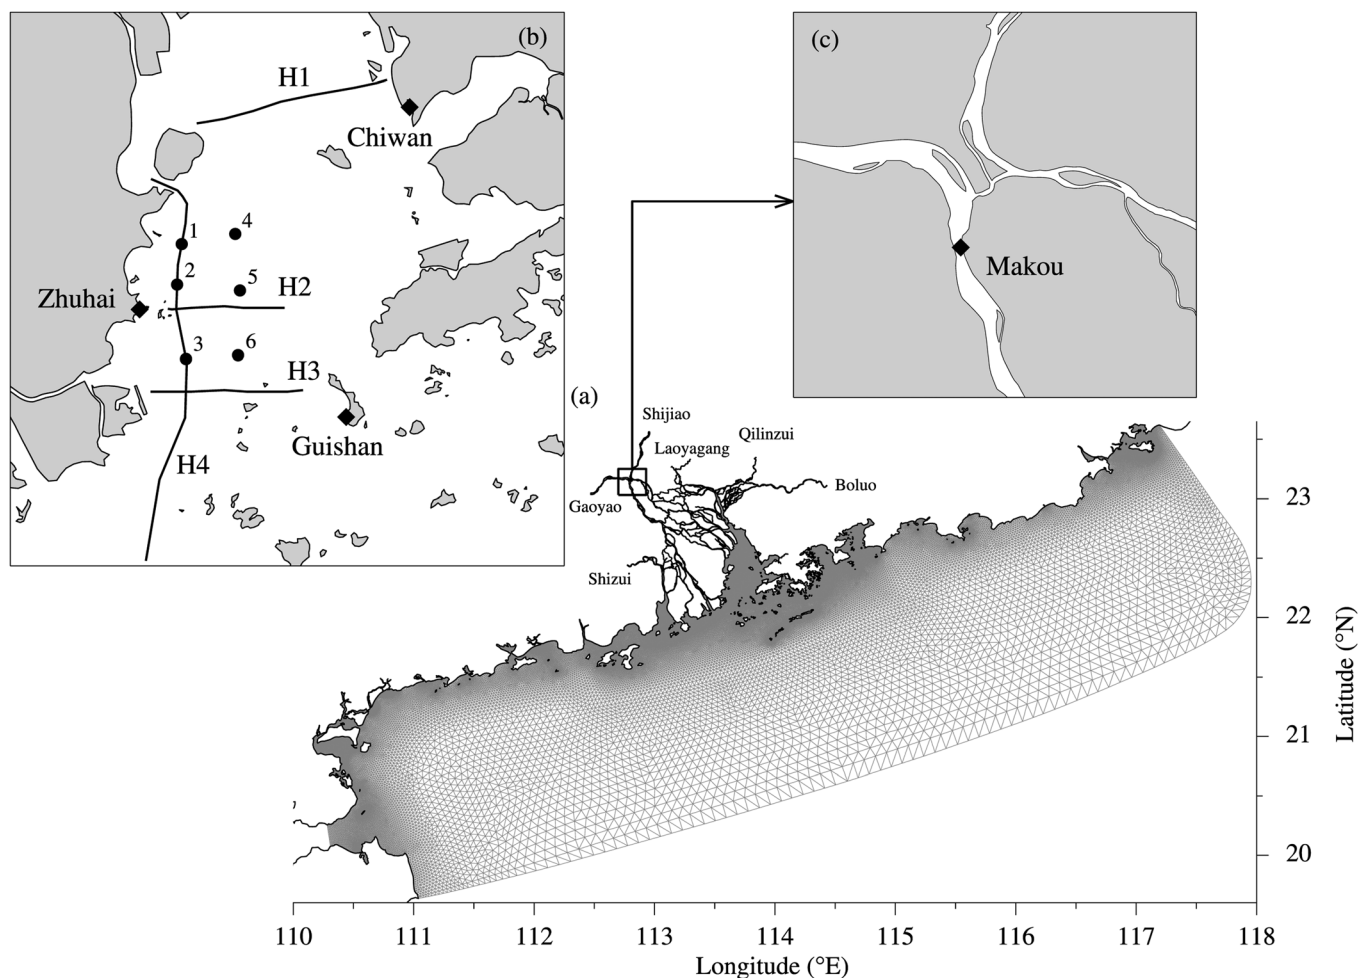 (b)
H1
Chiwan
1
4
2
5
Zhuhai
H2
3
6
H3
Guishan
H4
(c)
Makou
(a)
Shijiao
Laoyagang
Qilinzui
Gaoyao
Boluo
Shizui
23
22
21
20
Latitude (°N)
110
111
112
113
114
115
116
117
118
Longitude (°E)